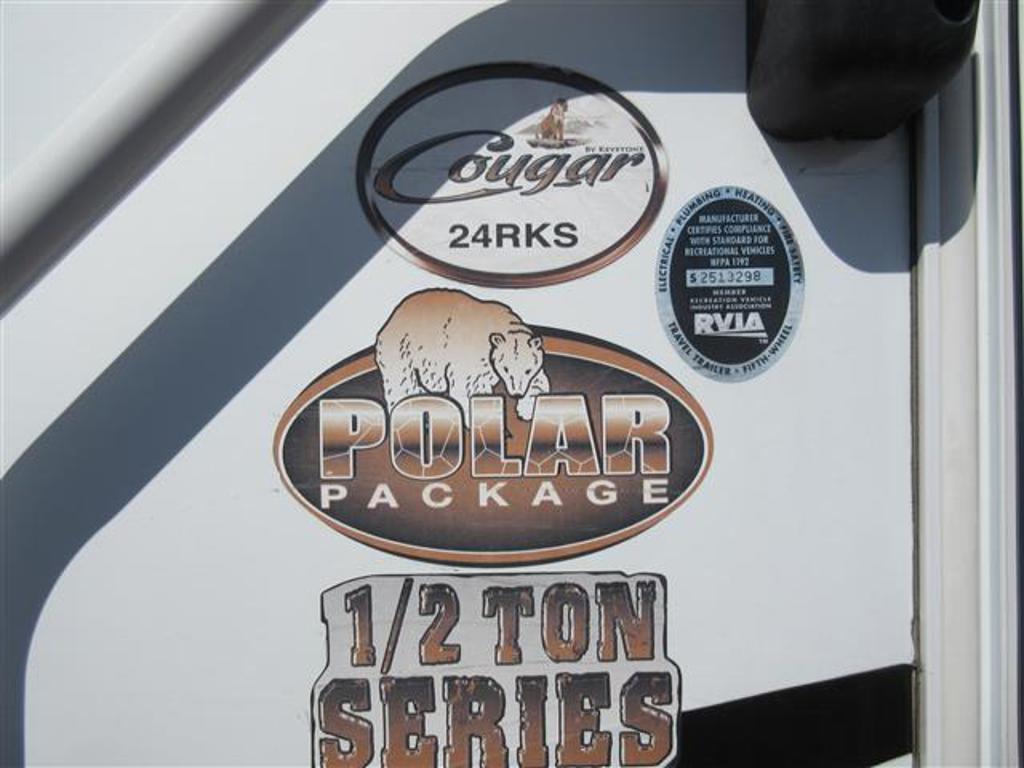 Cougar
BY KEYSTONE
24RKS
ELECTRICAL • PLUMBING • HEATING • FIRE SAFETY
MANUFACTURER
CERTIFIES COMPLIANCE
WITH STANDARD FOR
RECREATIONAL VEHICLES
NFPA 1192
S 2513298
MEMBER
RECREATION VEHICLE
INDUSTRY ASSOCIATION
RVIA
TM
TRAVEL TRAILER • FIFTH-WHEEL
POLAR
PACKAGE
1/2 TON
SERIES